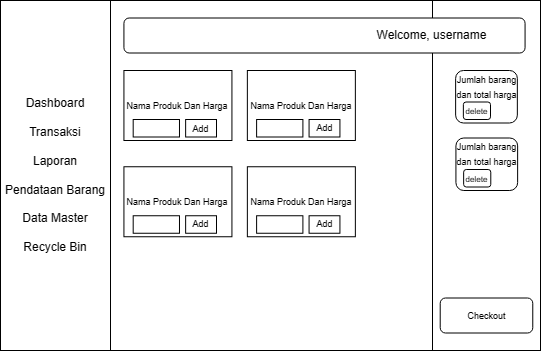 Welcome, username
Dashboard
Transaksi
Laporan
Pendataan Barang
Data Master
Recycle Bin
Nama Produk Dan Harga
Add
Nama Produk Dan Harga
Add
Nama Produk Dan Harga
Add
Nama Produk Dan Harga
Add
Jumlah barang
dan total harga
delete
Jumlah barang
dan total harga
delete
Checkout